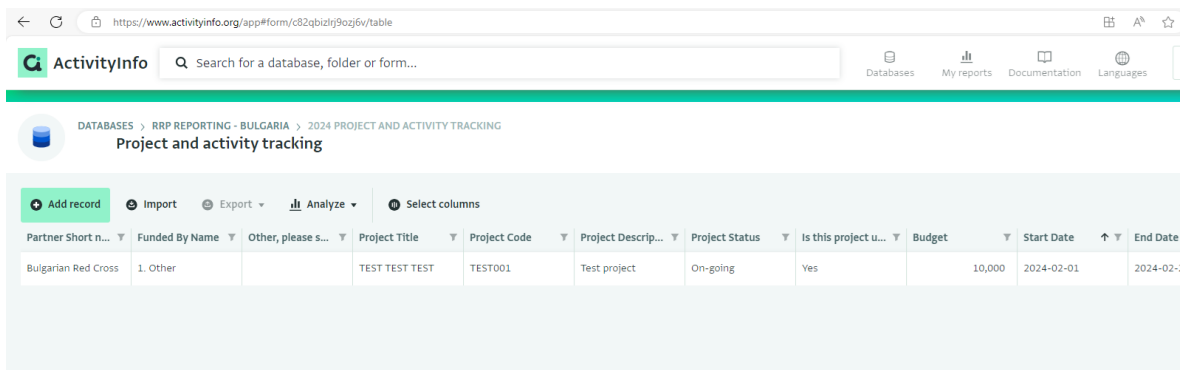 https://www.activityinfo.org/app#form/c82qbizlrj9ozj6v/table
ActivityInfo
Search for a database, folder or form...
Databases
My reports
Documentation
Languages
DATABASES > RRP REPORTING - BULGARIA > 2024 PROJECT AND ACTIVITY TRACKING
Project and activity tracking
Add record Import Export Analyze Select columns
Partner Short n... Funded By Name Other, please s... Project Title Project Code Project Descrip... Project Status Is this project u... Budget Start Date End Date
Bulgarian Red Cross 1. Other TEST TEST TEST TEST001 Test project On-going Yes 10,000 2024-02-01 2024-02-